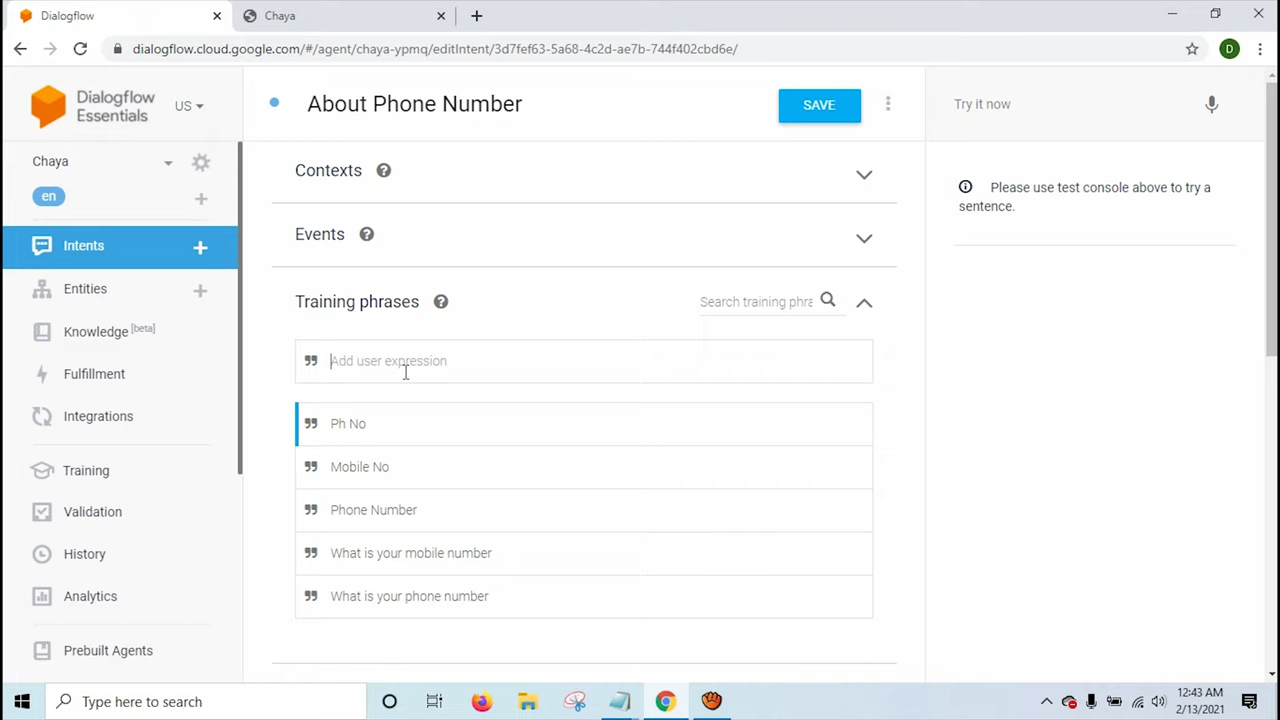 Dialogflow
Chaya
dialogflow.cloud.google.com/#/agent/chaya-ypmq/editIntent/3d7fef63-5a68-4c2d-ae7b-744f402cbd6e/
D
Dialogflow
Essentials
US
About Phone Number
SAVE
Try it now
Chaya
en
Contexts
Please use test console above to try a
sentence.
Intents
Events
Entities
Training phrases
Search training phra
Knowledge [beta]
Add user expression
Fulfillment
Integrations
Ph No
Training
Mobile No
Validation
Phone Number
History
What is your mobile number
Analytics
What is your phone number
Prebuilt Agents
Type here to search
12:43 AM
2/13/2021